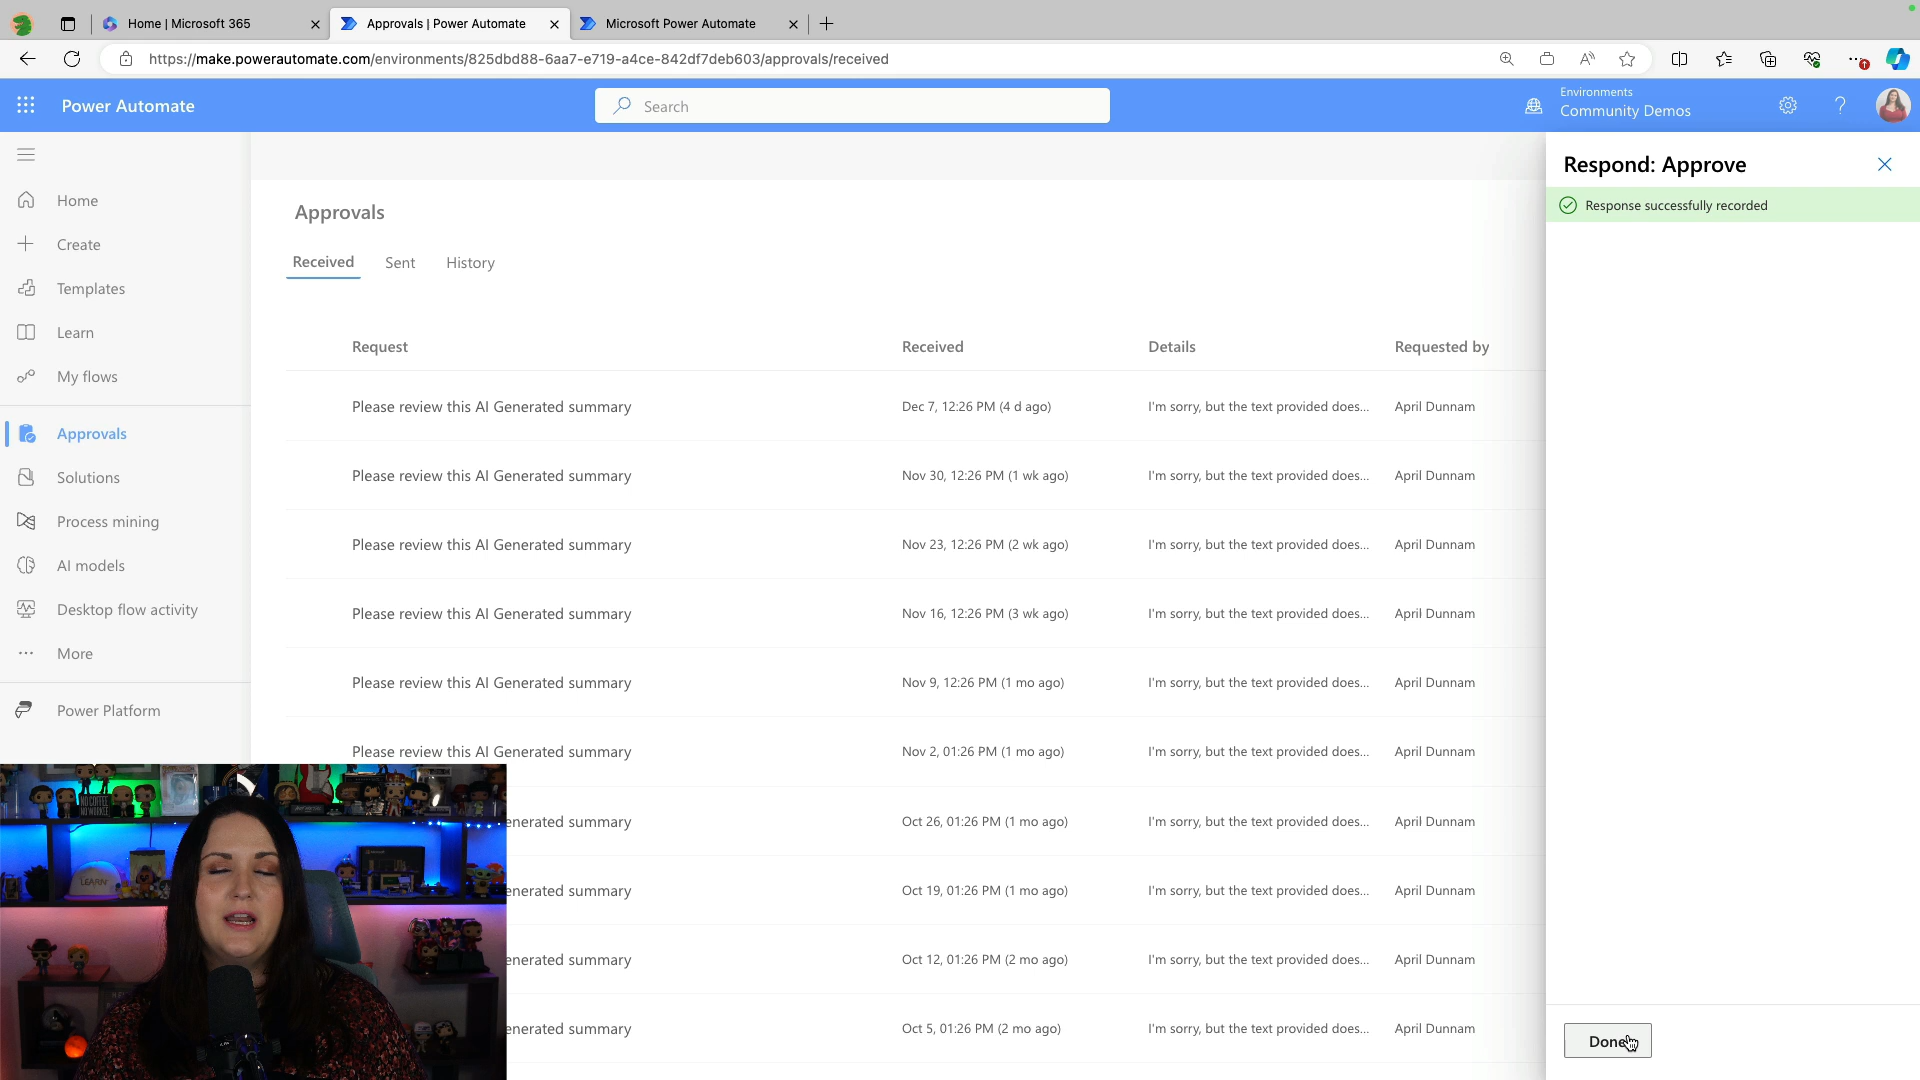 Home | Microsoft 365
Approvals | Power Automate
Microsoft Power Automate
https://make.powerautomate.com/environments/825dbd88-6aa7-e719-a4ce-842df7deb603/approvals/received
Power Automate
Search
Environments
Community Demos
Home
Create
Templates
Learn
My flows
Approvals
Solutions
Process mining
AI models
Desktop flow activity
More
Power Platform
Approvals
Received Sent History
Request Received Details Requested by
Please review this AI Generated summary Dec 7, 12:26 PM (4 d ago) I'm sorry, but the text provided does... April Dunnam
Please review this AI Generated summary Nov 30, 12:26 PM (1 wk ago) I'm sorry, but the text provided does... April Dunnam
Please review this AI Generated summary Nov 23, 12:26 PM (2 wk ago) I'm sorry, but the text provided does... April Dunnam
Please review this AI Generated summary Nov 16, 12:26 PM (3 wk ago) I'm sorry, but the text provided does... April Dunnam
Please review this AI Generated summary Nov 9, 12:26 PM (1 mo ago) I'm sorry, but the text provided does... April Dunnam
Please review this AI Generated summary Nov 2, 01:26 PM (1 mo ago) I'm sorry, but the text provided does... April Dunnam
enerated summary Oct 26, 01:26 PM (1 mo ago) I'm sorry, but the text provided does... April Dunnam
enerated summary Oct 19, 01:26 PM (1 mo ago) I'm sorry, but the text provided does... April Dunnam
enerated summary Oct 12, 01:26 PM (2 mo ago) I'm sorry, but the text provided does... April Dunnam
enerated summary Oct 5, 01:26 PM (2 mo ago) I'm sorry, but the text provided does... April Dunnam
Respond: Approve
Response successfully recorded
Done
NO COFFEE
NO WORKEE
LEARN